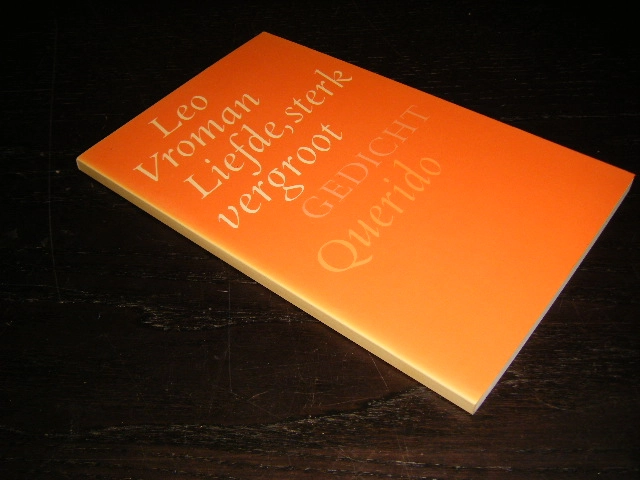 Leo
Vroman
Liefde, sterk
vergroot
GEDICHT
Querido